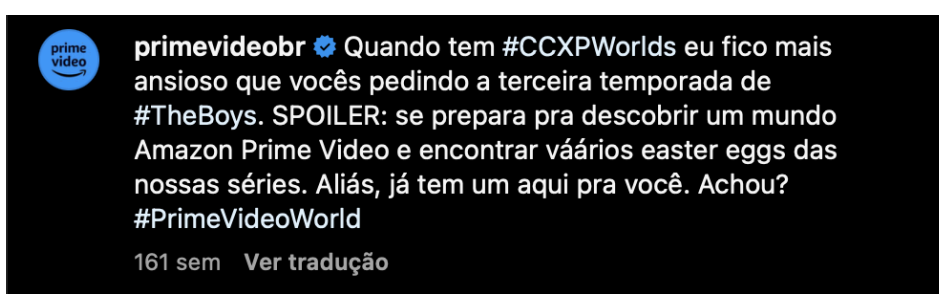 prime
video
primevideobr Quando tem #CCXPWorlds eu fico mais
ansioso que vocês pedindo a terceira temporada de
#TheBoys. SPOILER: se prepara pra descobrir um mundo
Amazon Prime Video e encontrar váários easter eggs das
nossas séries. Aliás, já tem um aqui pra você. Achou?
#PrimeVideoWorld
161 sem Ver tradução